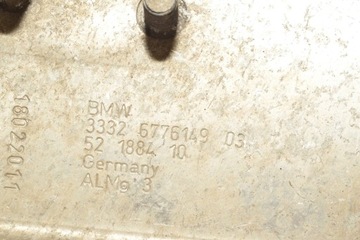 BMW
3332 6776149 03
52 1884 10
Germany
ALMg 3
18022011